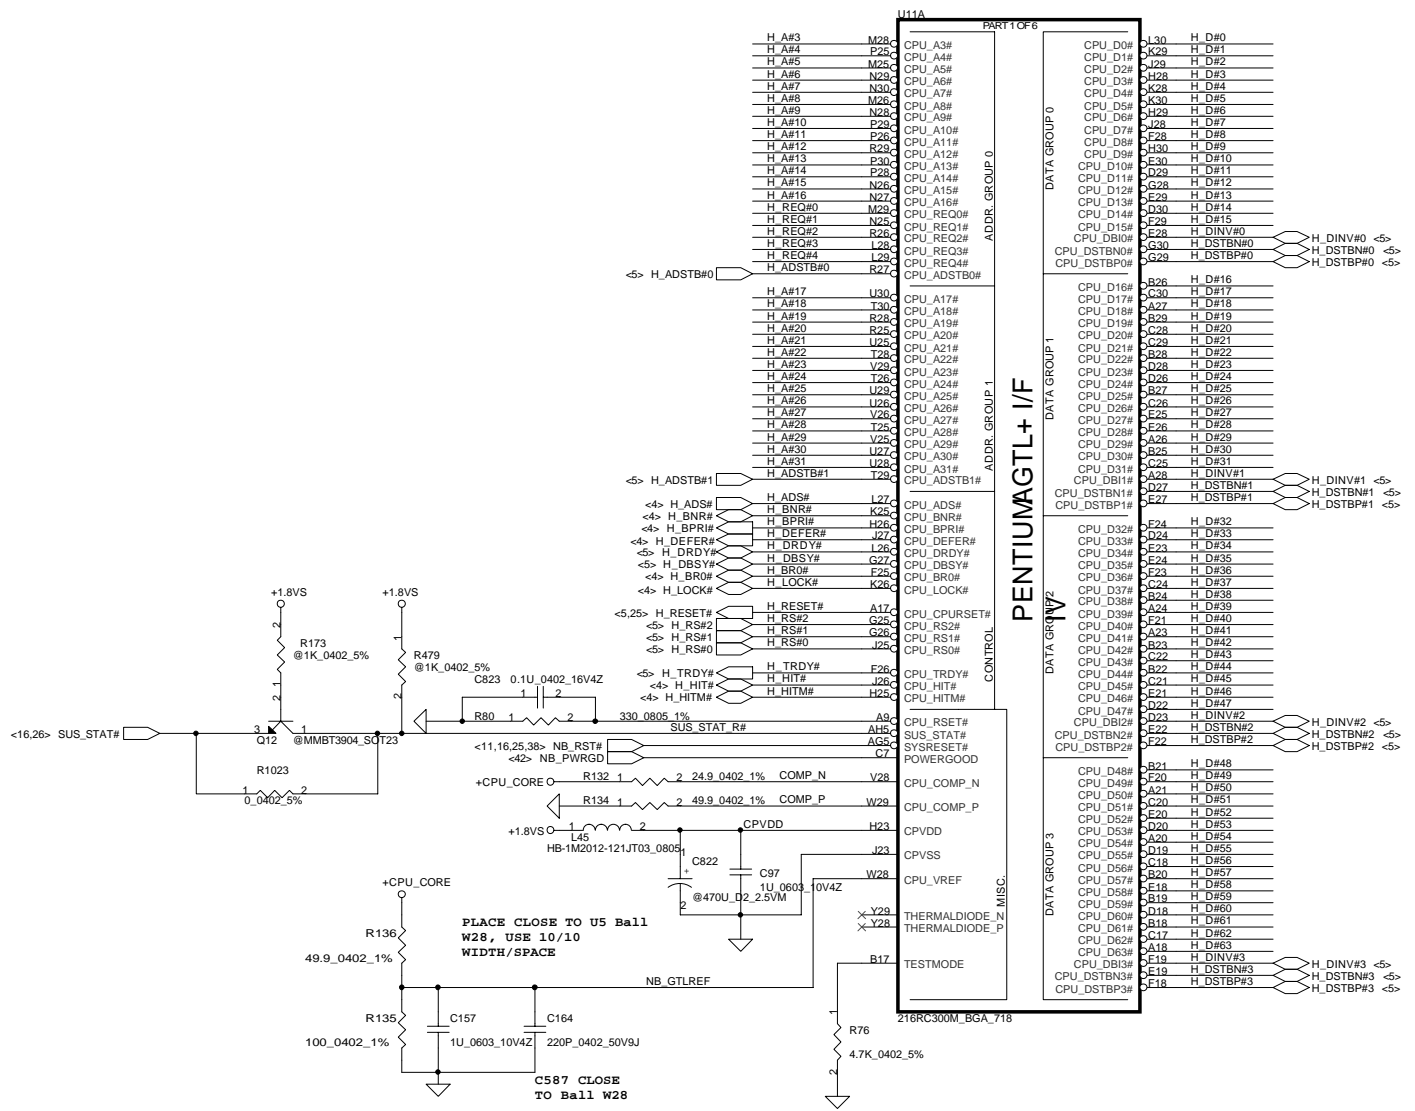 U11A
PART 1 OF 6
H_A#3 M28 CPU_A3#
H_A#4 P25 CPU_A4#
H_A#5 M25 CPU_A5#
H_A#6 N29 CPU_A6#
H_A#7 N30 CPU_A7#
H_A#8 M26 CPU_A8#
H_A#9 N28 CPU_A9#
H_A#10 P29 CPU_A10#
H_A#11 P26 CPU_A11#
H_A#12 R29 CPU_A12#
H_A#13 P30 CPU_A13#
H_A#14 P28 CPU_A14#
H_A#15 N26 CPU_A15#
H_A#16 N27 CPU_A16#
H_REQ#0 M29 CPU_REQ0#
H_REQ#1 N25 CPU_REQ1#
H_REQ#2 R26 CPU_REQ2#
H_REQ#3 L28 CPU_REQ3#
H_REQ#4 L29 CPU_REQ4#
<5> H_ADSTB#0 H_ADSTB#0 R27 CPU_ADSTB0#
ADDR. GROUP 0
H_A#17 U30 CPU_A17#
H_A#18 T30 CPU_A18#
H_A#19 R28 CPU_A19#
H_A#20 R25 CPU_A20#
H_A#21 U25 CPU_A21#
H_A#22 T28 CPU_A22#
H_A#23 V29 CPU_A23#
H_A#24 T26 CPU_A24#
H_A#25 U29 CPU_A25#
H_A#26 U26 CPU_A26#
H_A#27 V26 CPU_A27#
H_A#28 T25 CPU_A28#
H_A#29 V25 CPU_A29#
H_A#30 U27 CPU_A30#
H_A#31 U28 CPU_A31#
<5> H_ADSTB#1 H_ADSTB#1 T29 CPU_ADSTB1#
ADDR. GROUP 1
<4> H_ADS# H_ADS# L27 CPU_ADS#
<4> H_BNR# H_BNR# K25 CPU_BNR#
<4> H_BPRI# H_BPRI# H26 CPU_BPRI#
<4> H_DEFER# H_DEFER# J27 CPU_DEFER#
<5> H_DRDY# H_DRDY# L26 CPU_DRDY#
<5> H_DBSY# H_DBSY# G27 CPU_DBSY#
<4> H_BR0# H_BR0# F25 CPU_BR0#
<4> H_LOCK# H_LOCK# K26 CPU_LOCK#
<5,25> H_RESET# H_RESET# A17 CPU_CPURSET#
<5> H_RS#2 H_RS#2 G25 CPU_RS2#
<5> H_RS#1 H_RS#1 G26 CPU_RS1#
<5> H_RS#0 H_RS#0 J25 CPU_RS0#
<5> H_TRDY# H_TRDY# F26 CPU_TRDY#
<4> H_HIT# H_HIT# J26 CPU_HIT#
<4> H_HITM# H_HITM# H25 CPU_HITM#
CONTROL
PENTIUM IV AGTL+ I/F
CPU_D0# L30 H_D#0
CPU_D1# K29 H_D#1
CPU_D2# J29 H_D#2
CPU_D3# H28 H_D#3
CPU_D4# K28 H_D#4
CPU_D5# K30 H_D#5
CPU_D6# H29 H_D#6
CPU_D7# J28 H_D#7
CPU_D8# F28 H_D#8
CPU_D9# H30 H_D#9
CPU_D10# E30 H_D#10
CPU_D11# D29 H_D#11
CPU_D12# G28 H_D#12
CPU_D13# E29 H_D#13
CPU_D14# D30 H_D#14
CPU_D15# F29 H_D#15
CPU_DBI0# E28 H_DINV#0 H_DINV#0 <5>
CPU_DSTBN0# G30 H_DSTBN#0 H_DSTBN#0 <5>
CPU_DSTBP0# G29 H_DSTBP#0 H_DSTBP#0 <5>
DATA GROUP 0
CPU_D16# B26 H_D#16
CPU_D17# C30 H_D#17
CPU_D18# A27 H_D#18
CPU_D19# B29 H_D#19
CPU_D20# C28 H_D#20
CPU_D21# C29 H_D#21
CPU_D22# B28 H_D#22
CPU_D23# D28 H_D#23
CPU_D24# D26 H_D#24
CPU_D25# B27 H_D#25
CPU_D26# C26 H_D#26
CPU_D27# E25 H_D#27
CPU_D28# E26 H_D#28
CPU_D29# A26 H_D#29
CPU_D30# B25 H_D#30
CPU_D31# C25 H_D#31
CPU_DBI1# A28 H_DINV#1 H_DINV#1 <5>
CPU_DSTBN1# D27 H_DSTBN#1 H_DSTBN#1 <5>
CPU_DSTBP1# E27 H_DSTBP#1 H_DSTBP#1 <5>
DATA GROUP 1
CPU_D32# F24 H_D#32
CPU_D33# D24 H_D#33
CPU_D34# E23 H_D#34
CPU_D35# E24 H_D#35
CPU_D36# F23 H_D#36
CPU_D37# C24 H_D#37
CPU_D38# B24 H_D#38
CPU_D39# A24 H_D#39
CPU_D40# F21 H_D#40
CPU_D41# A23 H_D#41
CPU_D42# B23 H_D#42
CPU_D43# C22 H_D#43
CPU_D44# B22 H_D#44
CPU_D45# C21 H_D#45
CPU_D46# E21 H_D#46
CPU_D47# D22 H_D#47
CPU_DBI2# D23 H_DINV#2 H_DINV#2 <5>
CPU_DSTBN2# E22 H_DSTBN#2 H_DSTBN#2 <5>
CPU_DSTBP2# F22 H_DSTBP#2 H_DSTBP#2 <5>
DATA GROUP 2
CPU_D48# B21 H_D#48
CPU_D49# F20 H_D#49
CPU_D50# A21 H_D#50
CPU_D51# C20 H_D#51
CPU_D52# E20 H_D#52
CPU_D53# D20 H_D#53
CPU_D54# A20 H_D#54
CPU_D55# D19 H_D#55
CPU_D56# C18 H_D#56
CPU_D57# B20 H_D#57
CPU_D58# E18 H_D#58
CPU_D59# B19 H_D#59
CPU_D60# D18 H_D#60
CPU_D61# B18 H_D#61
CPU_D62# C17 H_D#62
CPU_D63# A18 H_D#63
CPU_DBI3# F19 H_DINV#3 H_DINV#3 <5>
CPU_DSTBN3# E19 H_DSTBN#3 H_DSTBN#3 <5>
CPU_DSTBP3# F18 H_DSTBP#3 H_DSTBP#3 <5>
DATA GROUP 3
+1.8VS
+1.8VS
2 R173 1
@1K_0402_5%
1 R479 2
@1K_0402_5%
C823 0.1U_0402_16V4Z
1 2
R80 1 2 330_0805_1% A9 CPU_RSET#
<16,26> SUS_STAT# 3 2 1 SUS_STAT_R# AH5 SUS_STAT#
Q12 @MMBT3904_SOT23
R1023
1 2
0_0402_5%
<11,16,25,38> NB_RST# AG5 SYSRESET#
<42> NB_PWRGD C7 POWERGOOD
+CPU_CORE R132 1 2 24.9_0402_1% COMP_N V28 CPU_COMP_N
R134 1 2 49.9_0402_1% COMP_P W29 CPU_COMP_P
+1.8VS 1 2 CPVDD H23 CPVDD
L45
HB-1M2012-121JT03_0805
J23 CPVSS
1 C822 + 2
@470U_D2_2.5VM
C97
1U_0603_10V4Z
W28 CPU_VREF
MISC.
Y29 THERMALDIODE_N
Y28 THERMALDIODE_P
B17 TESTMODE
+CPU_CORE
PLACE CLOSE TO U5 Ball
W28, USE 10/10
WIDTH/SPACE
R136
49.9_0402_1%
NB_GTLREF
R135
100_0402_1%
C157
1U_0603_10V4Z
C164
220P_0402_50V9J
C587 CLOSE
TO Ball W28
1 R76 2
4.7K_0402_5%
216RC300M_BGA_718